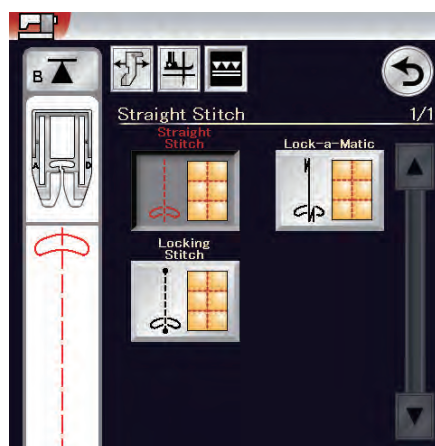 B
A
D
Straight Stitch 1/1
Straight
Stitch
Lock-a-Matic
Locking
Stitch